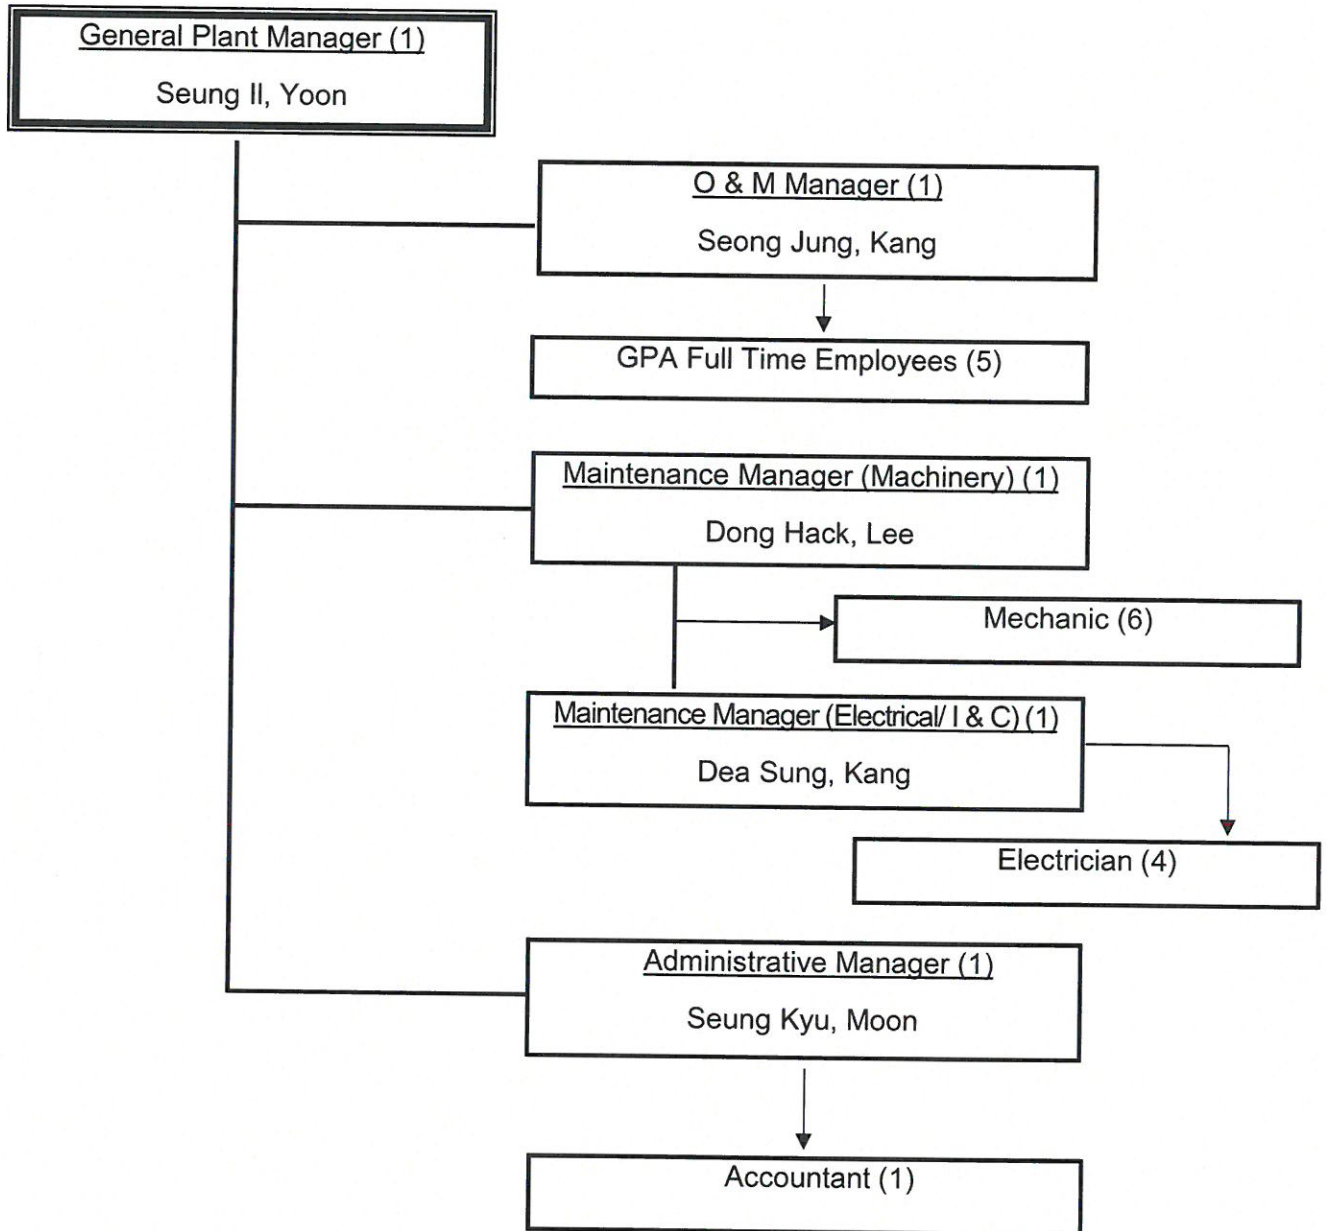 General Plant Manager (1)
Seung Il, Yoon
O & M Manager (1)
Seong Jung, Kang
GPA Full Time Employees (5)
Maintenance Manager (Machinery) (1)
Dong Hack, Lee
Mechanic (6)
Maintenance Manager (Electrical/ I & C) (1)
Dea Sung, Kang
Electrician (4)
Administrative Manager (1)
Seung Kyu, Moon
Accountant (1)